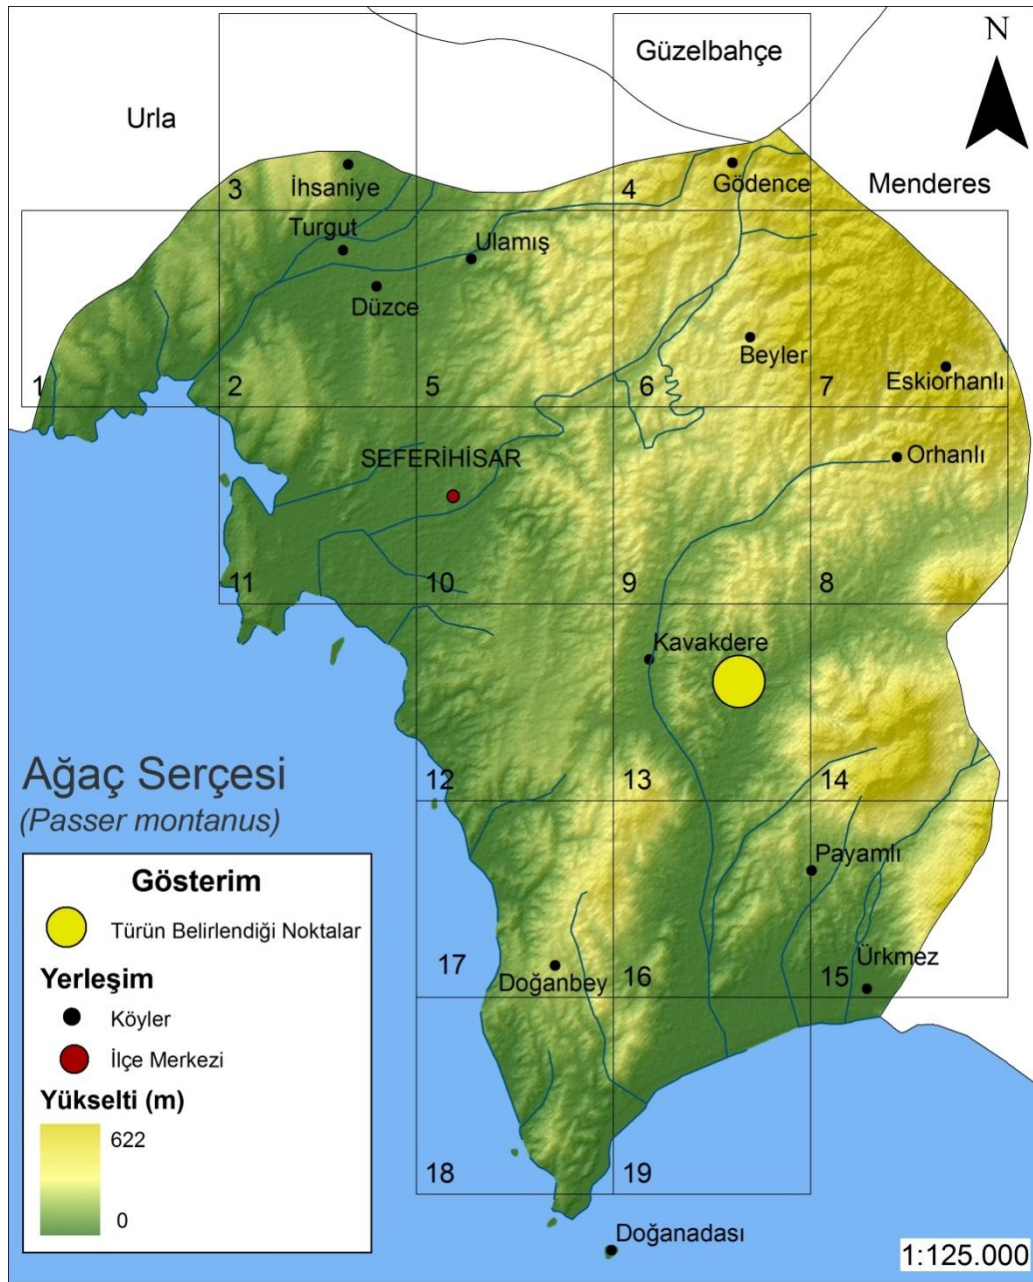 N
Güzelbahçe
Urla
Menderes
3
İhsaniye
4
Gödence
Turgut
Ulamış
Düzce
Beyler
Eskiorhanlı
1
2
5
6
7
SEFERİHİSAR
Orhanlı
11
10
9
8
Kavakdere
Ağaç Serçesi
(Passer montanus)
12
13
14
Payamlı
Gösterim
Türün Belirlendiği Noktalar
Yerleşim
Köyler
İlçe Merkezi
Yükselti (m)
622
0
17
Doğanbey
16
15
Ürkmez
18
19
Doğanadası
1:125.000